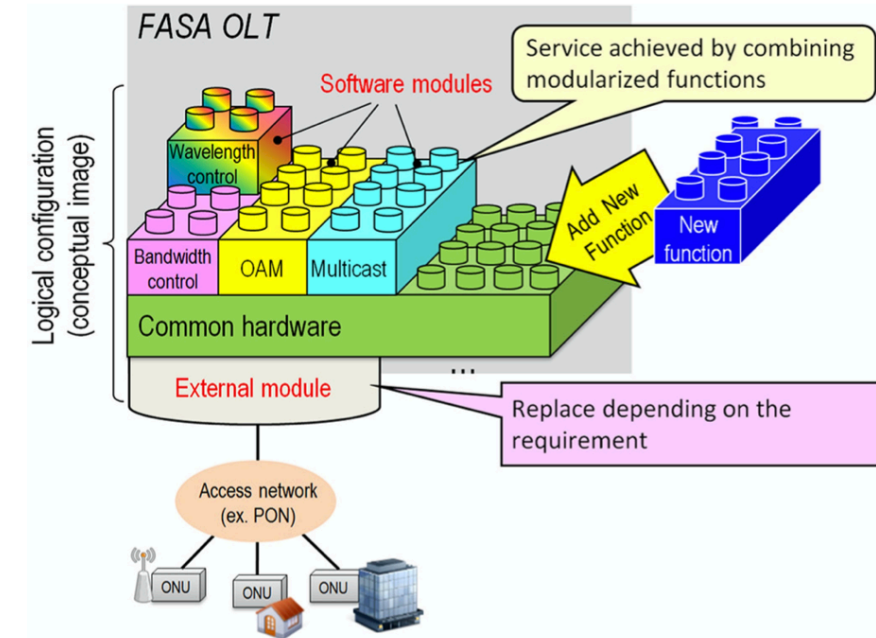 FASA OLT
Service achieved by combining
modularized functions
Software modules
Wavelength
control
Logical configuration
(conceptual image)
Bandwidth
control
OAM
Multicast
Add New
Function
New
function
Common hardware
...
External module
Replace depending on the
requirement
Access network
(ex. PON)
ONU
ONU
ONU